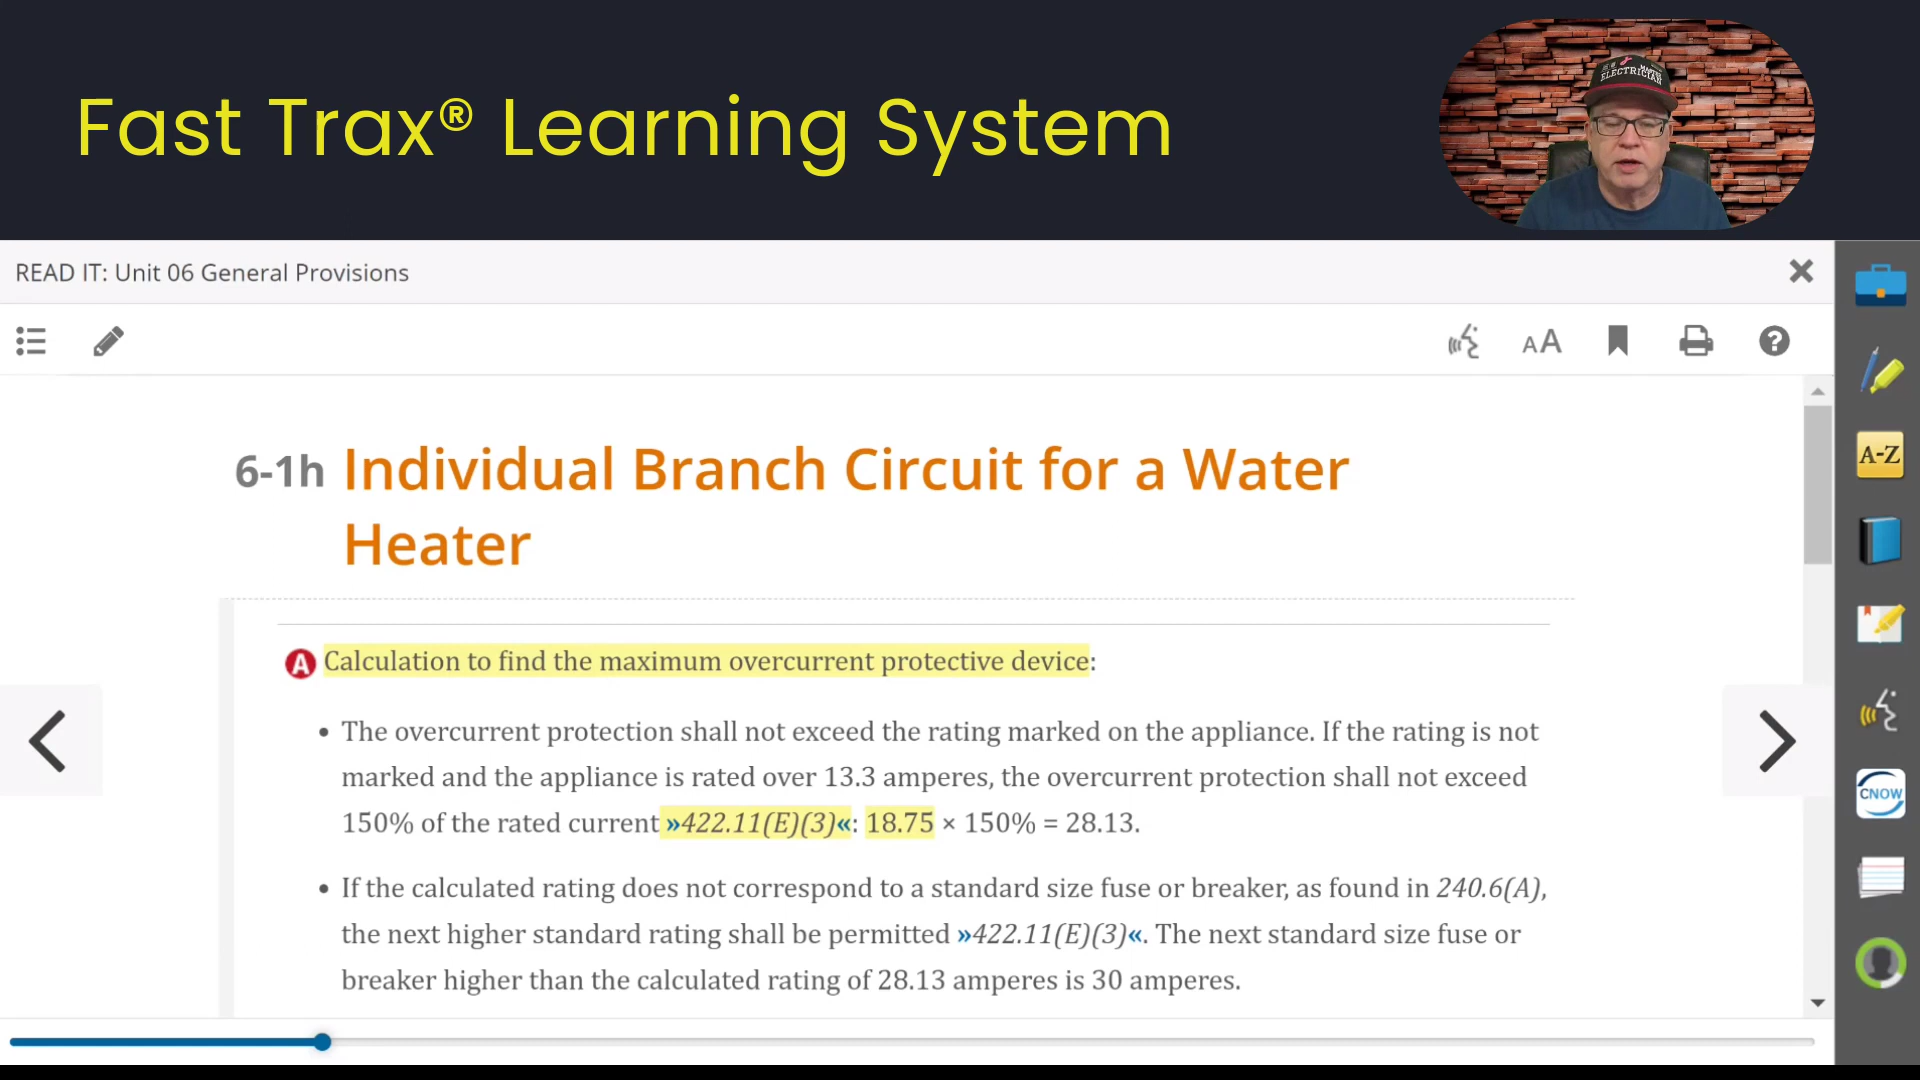 Fast Trax® Learning System
MASTER
ELECTRICIAN
READ IT: Unit 06 General Provisions
AA
?
6-1h Individual Branch Circuit for a Water
Heater
A Calculation to find the maximum overcurrent protective device:
• The overcurrent protection shall not exceed the rating marked on the appliance. If the rating is not
marked and the appliance is rated over 13.3 amperes, the overcurrent protection shall not exceed
150% of the rated current »422.11(E)(3)«: 18.75 × 150% = 28.13.
• If the calculated rating does not correspond to a standard size fuse or breaker, as found in 240.6(A),
the next higher standard rating shall be permitted »422.11(E)(3)«. The next standard size fuse or
breaker higher than the calculated rating of 28.13 amperes is 30 amperes.
A-Z
CNOW